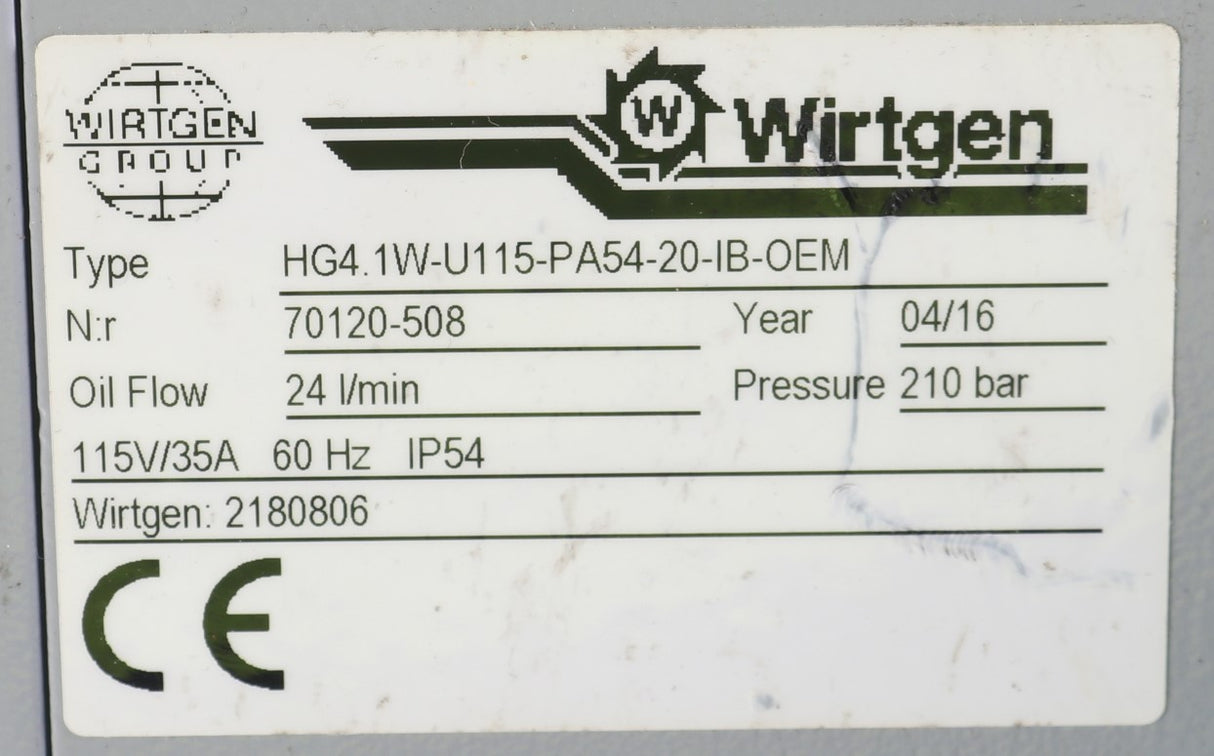 WIRTGEN
GROUP
W Wirtgen
Type HG4.1W-U115-PA54-20-IB-OEM
N:r 70120-508 Year 04/16
Oil Flow 24 l/min Pressure 210 bar
115V/35A 60 Hz IP54
Wirtgen: 2180806
CE